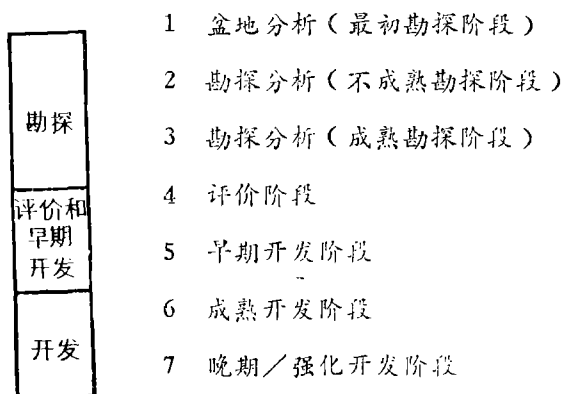 1 盆地分析（最初勘探阶段）
2 勘探分析（不成熟勘探阶段）
勘探
3 勘探分析（成熟勘探阶段）
4 评价阶段
评价和
早期
开发
5 早期开发阶段
6 成熟开发阶段
开发
7 晚期／强化开发阶段